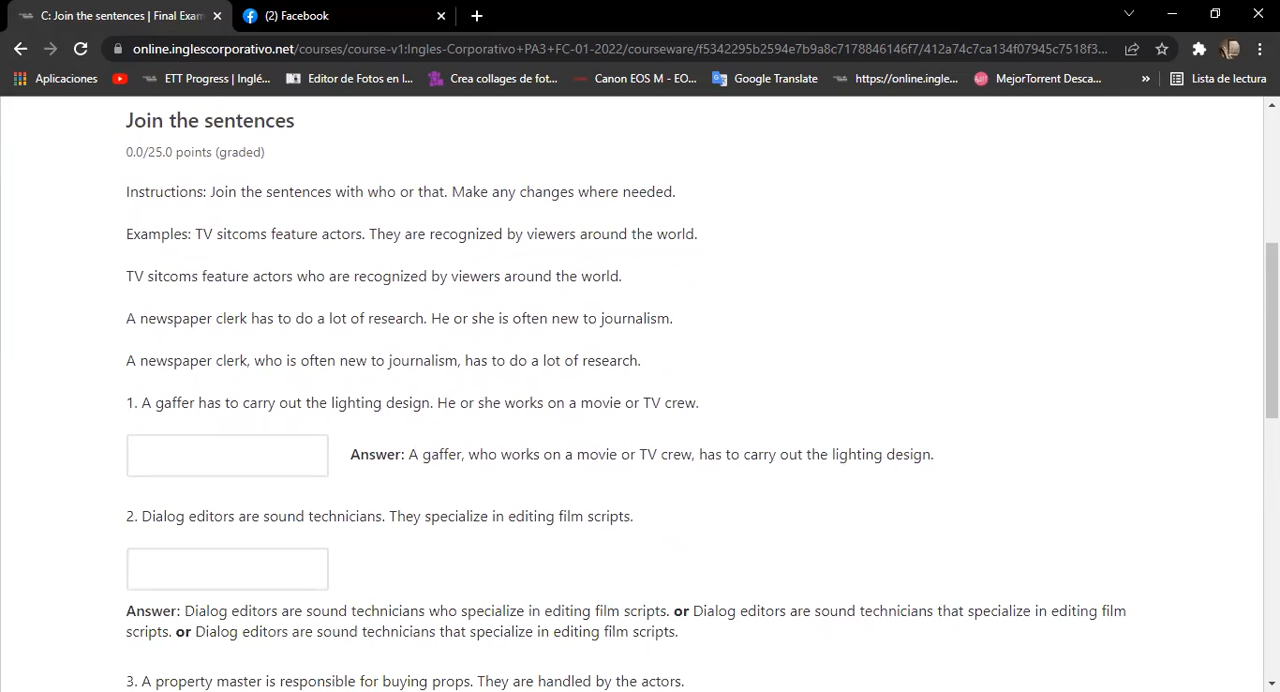 C: Join the sentences | Final Exam
(2) Facebook
online.inglescorporativo.net/courses/course-v1:Ingles-Corporativo+PA3+FC-01-2022/courseware/f5342295b2594e7b9a8c7178846146f7/412a74c7ca134f07945c7518f3...
Aplicaciones
ETT Progress | Inglé...
Editor de Fotos en l...
Crea collages de fot...
Canon EOS M - EO...
Google Translate
https://online.ingle...
MejorTorrent Desca...
»
Lista de lectura
Join the sentences
0.0/25.0 points (graded)
Instructions: Join the sentences with who or that. Make any changes where needed.
Examples: TV sitcoms feature actors. They are recognized by viewers around the world.
TV sitcoms feature actors who are recognized by viewers around the world.
A newspaper clerk has to do a lot of research. He or she is often new to journalism.
A newspaper clerk, who is often new to journalism, has to do a lot of research.
1. A gaffer has to carry out the lighting design. He or she works on a movie or TV crew.
Answer: A gaffer, who works on a movie or TV crew, has to carry out the lighting design.
2. Dialog editors are sound technicians. They specialize in editing film scripts.
Answer: Dialog editors are sound technicians who specialize in editing film scripts. or Dialog editors are sound technicians that specialize in editing film
scripts. or Dialog editors are sound technicians that specialize in editing film scripts.
3. A property master is responsible for buying props. They are handled by the actors.